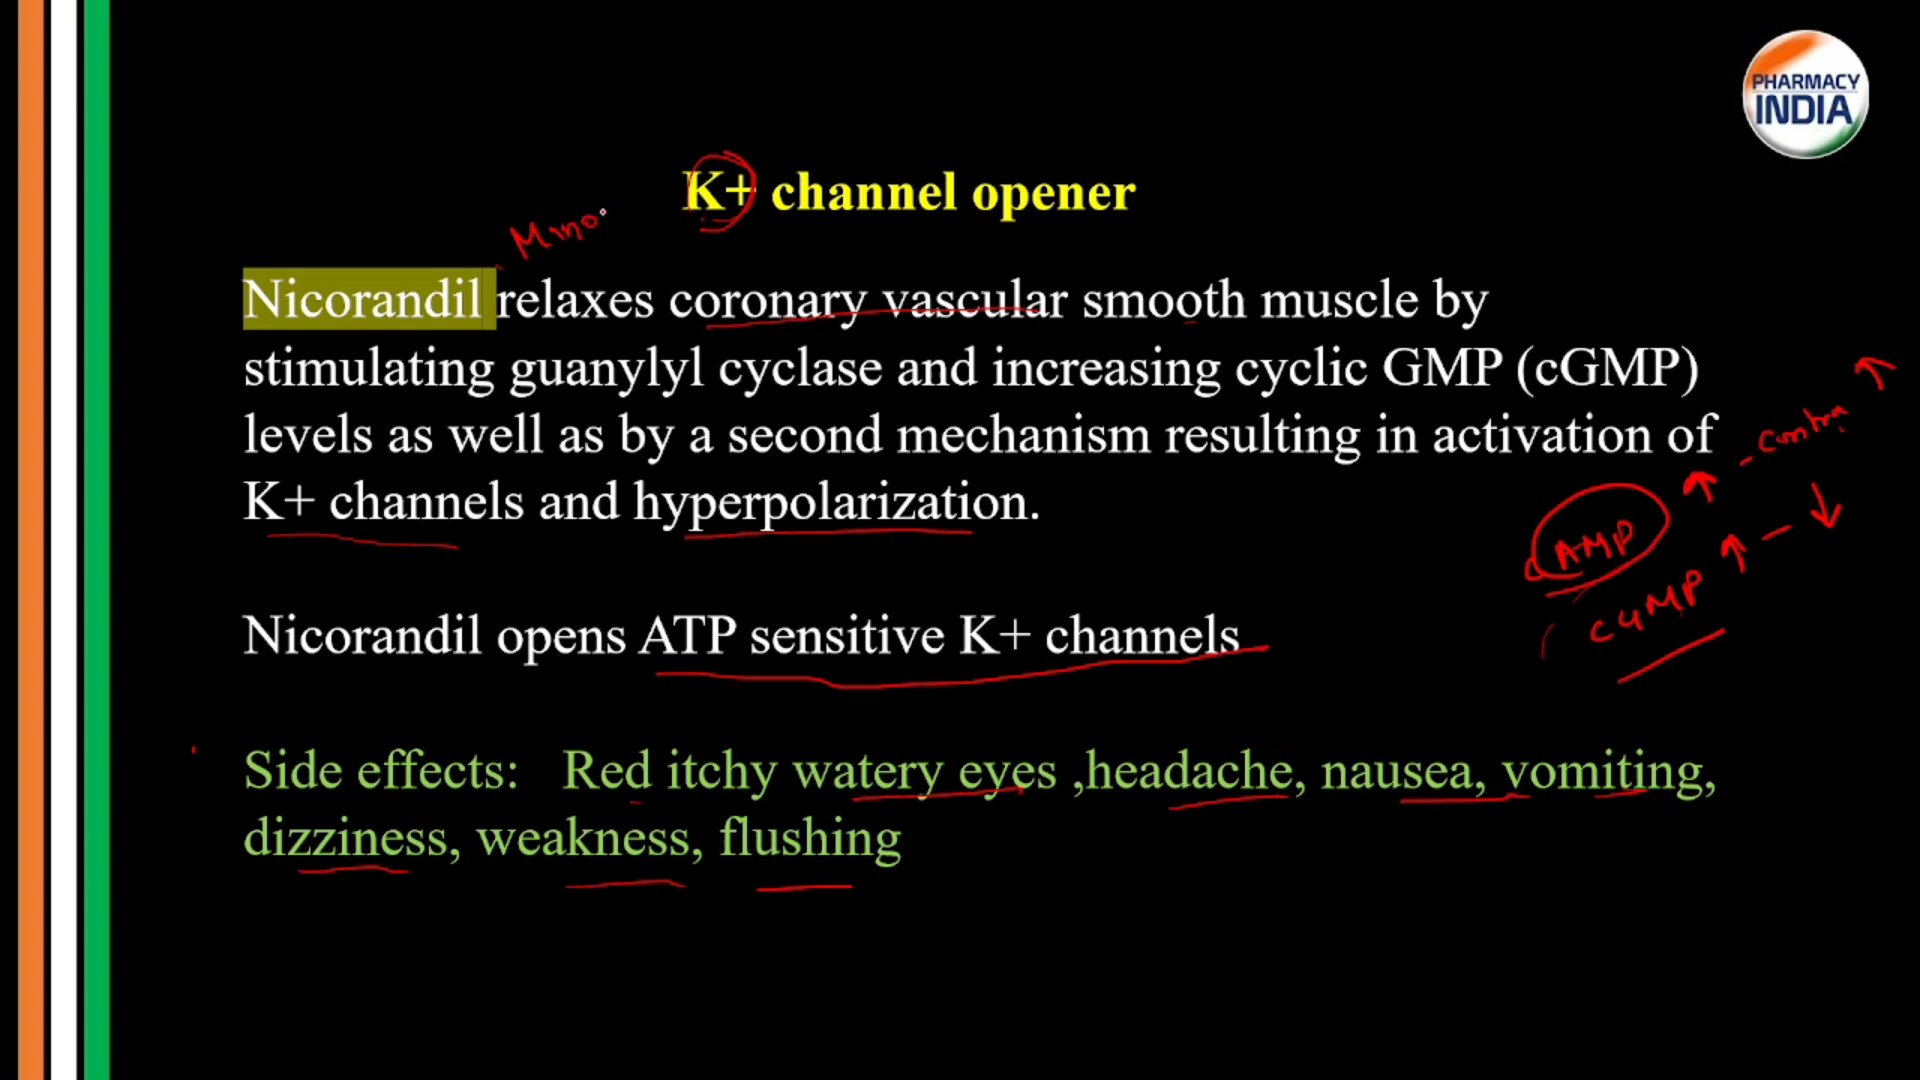 PHARMACY
INDIA
K+ channel opener
Mino
Nicorandil relaxes coronary vascular smooth muscle by
stimulating guanylyl cyclase and increasing cyclic GMP (cGMP)
levels as well as by a second mechanism resulting in activation of
K+ channels and hyperpolarization.
cAMP ↑ - contra ↑
cGMP ↑ - ↓
Nicorandil opens ATP sensitive K+ channels
Side effects: Red itchy watery eyes ,headache, nausea, vomiting,
dizziness, weakness, flushing